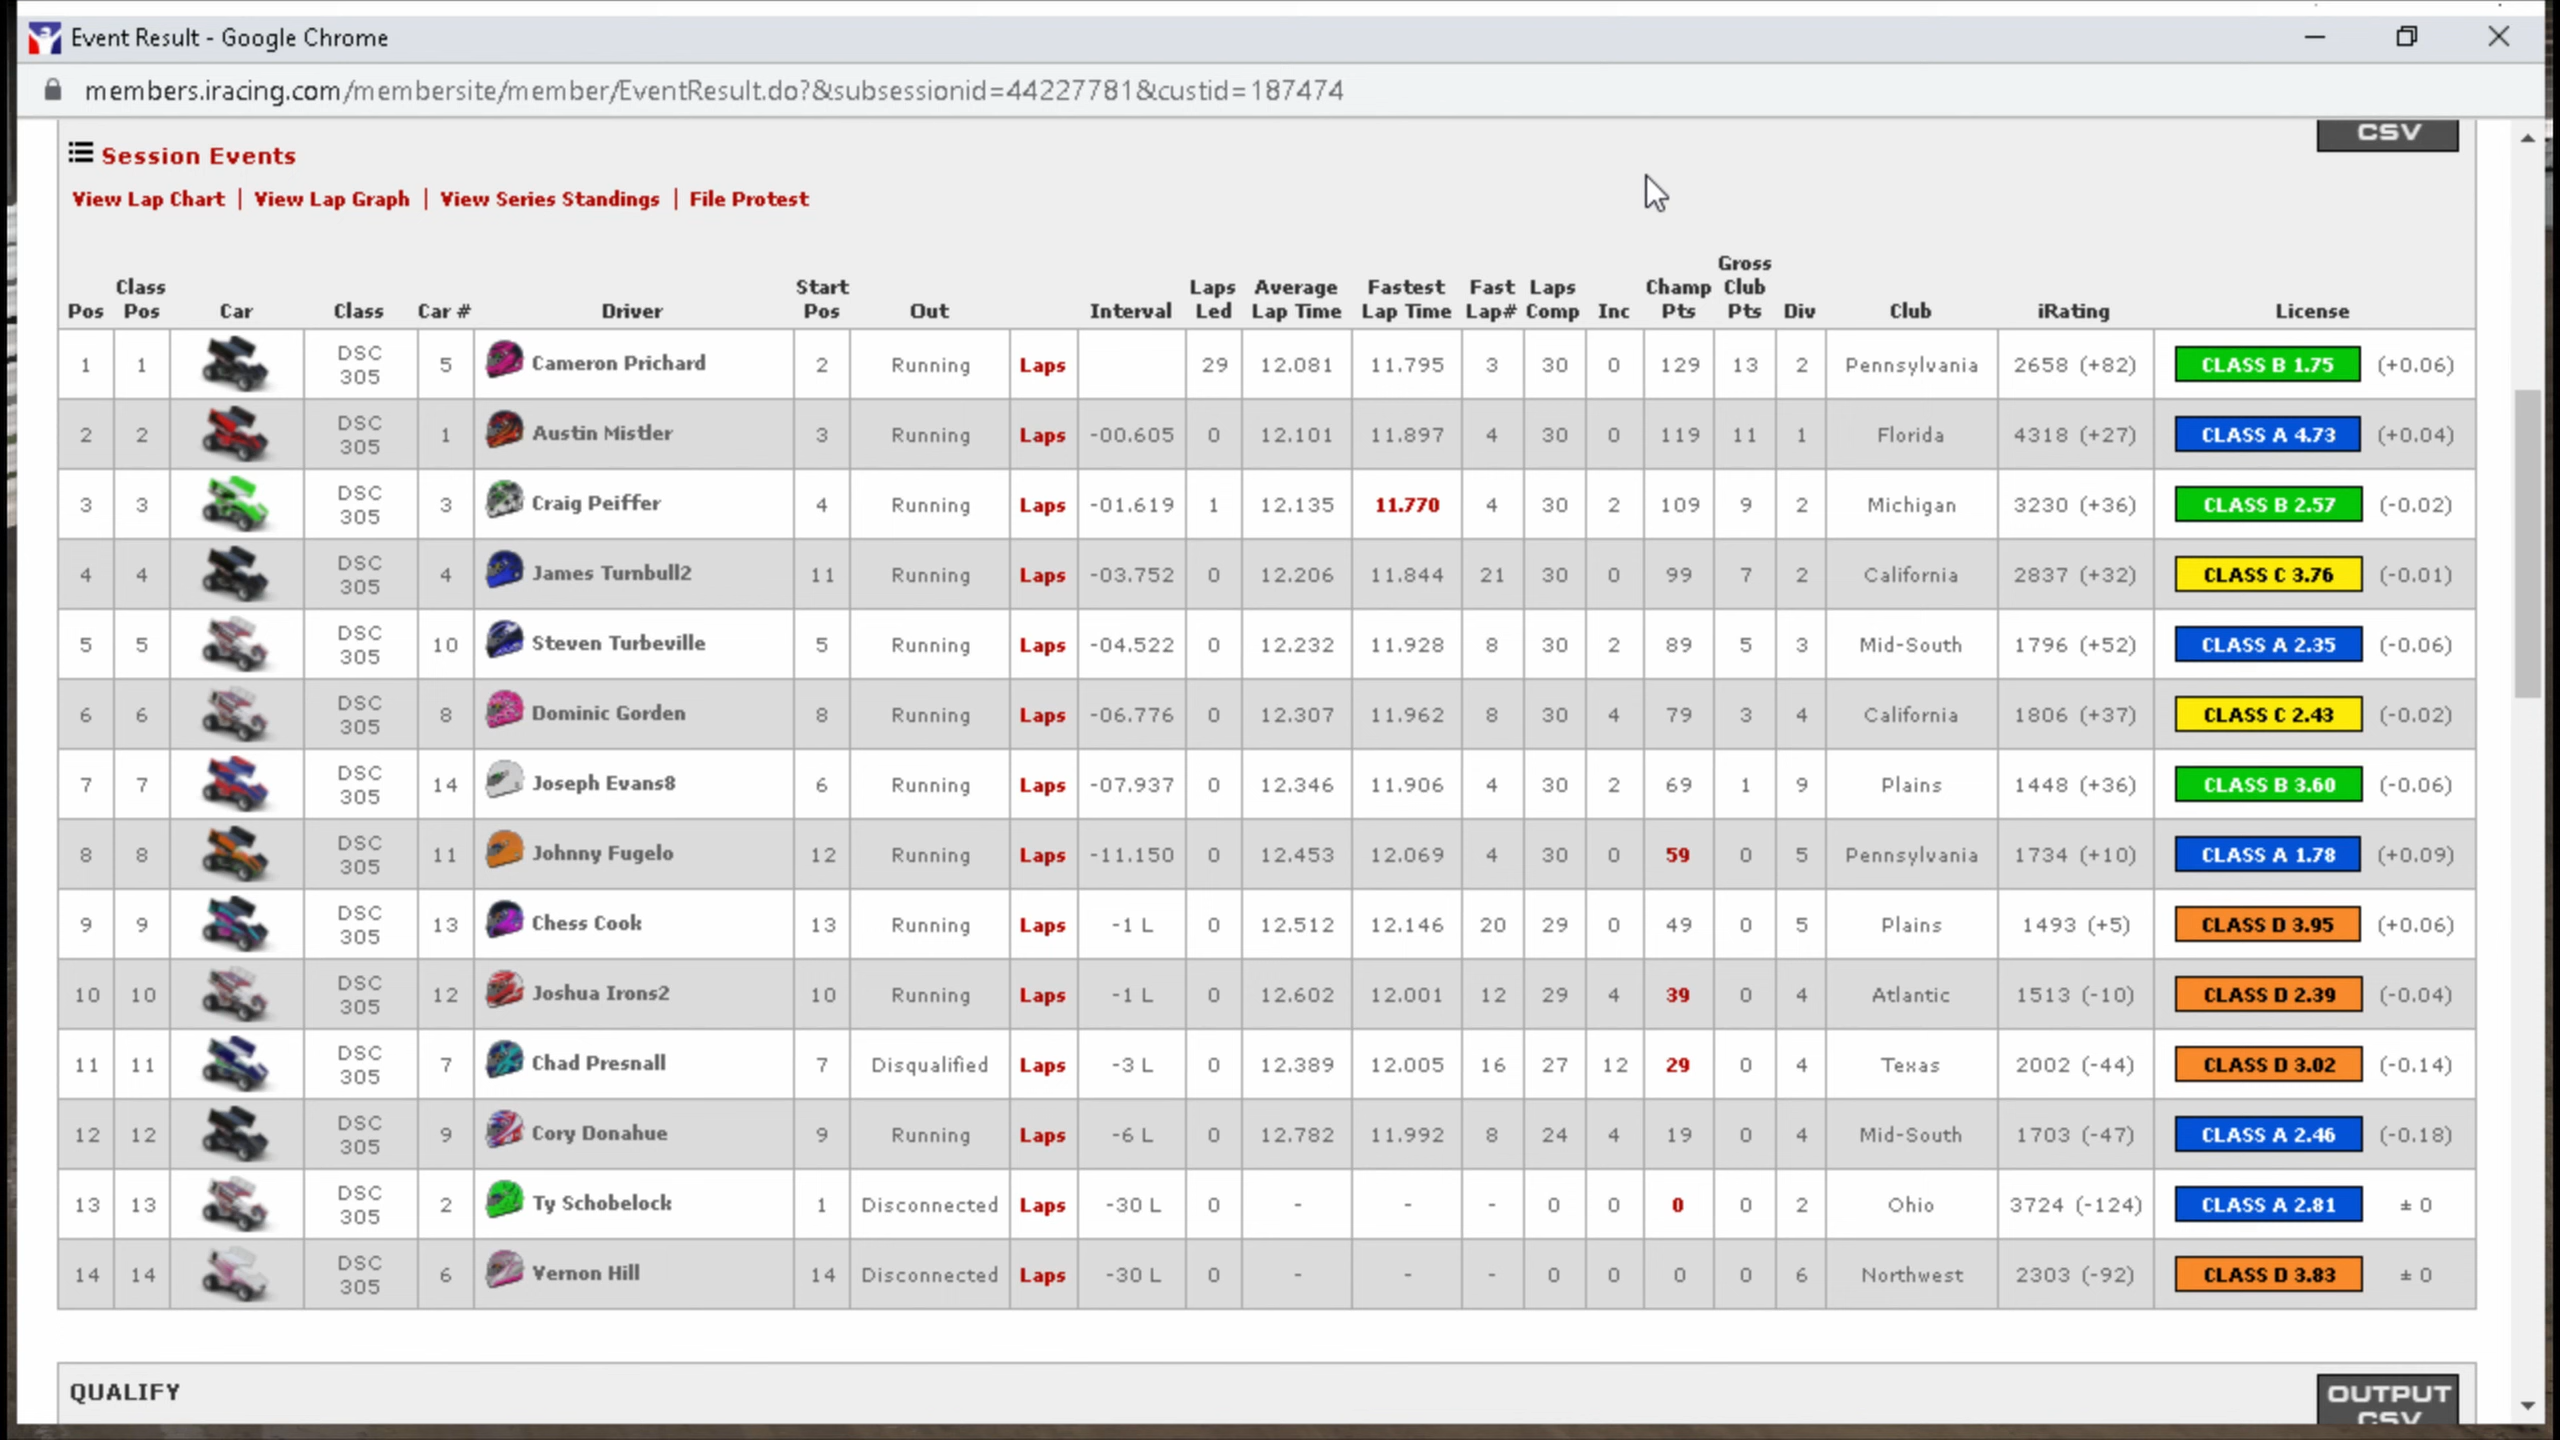 Event Result - Google Chrome
members.iracing.com/membersite/member/EventResult.do?&subsessionid=44227781&custid=187474
CSV
Session Events
View Lap Chart | View Lap Graph | View Series Standings | File Protest
Pos Class Pos Car Class Car # Driver Start Pos Out Interval Laps Led Average Lap Time Fastest Lap Time Fast Lap# Laps Comp Inc Champ Pts Gross Club Pts Div Club iRating License
1 1 DSC 305 5 Cameron Prichard 2 Running Laps 29 12.081 11.795 3 30 0 129 13 2 Pennsylvania 2658 (+82) CLASS B 1.75 (+0.06)
2 2 DSC 305 1 Austin Mistler 3 Running Laps -00.605 0 12.101 11.897 4 30 0 119 11 1 Florida 4318 (+27) CLASS A 4.73 (+0.04)
3 3 DSC 305 3 Craig Peiffer 4 Running Laps -01.619 1 12.135 11.770 4 30 2 109 9 2 Michigan 3230 (+36) CLASS B 2.57 (-0.02)
4 4 DSC 305 4 James Turnbull2 11 Running Laps -03.752 0 12.206 11.844 21 30 0 99 7 2 California 2837 (+32) CLASS C 3.76 (-0.01)
5 5 DSC 305 10 Steven Turbeville 5 Running Laps -04.522 0 12.232 11.928 8 30 2 89 5 3 Mid-South 1796 (+52) CLASS A 2.35 (-0.06)
6 6 DSC 305 8 Dominic Gorden 8 Running Laps -06.776 0 12.307 11.962 8 30 4 79 3 4 California 1806 (+37) CLASS C 2.43 (-0.02)
7 7 DSC 305 14 Joseph Evans8 6 Running Laps -07.937 0 12.346 11.906 4 30 2 69 1 9 Plains 1448 (+36) CLASS B 3.60 (-0.06)
8 8 DSC 305 11 Johnny Fugelo 12 Running Laps -11.150 0 12.453 12.069 4 30 0 59 0 5 Pennsylvania 1734 (+10) CLASS A 1.78 (+0.09)
9 9 DSC 305 13 Chess Cook 13 Running Laps -1 L 0 12.512 12.146 20 29 0 49 0 5 Plains 1493 (+5) CLASS D 3.95 (+0.06)
10 10 DSC 305 12 Joshua Irons2 10 Running Laps -1 L 0 12.602 12.001 12 29 4 39 0 4 Atlantic 1513 (-10) CLASS D 2.39 (-0.04)
11 11 DSC 305 7 Chad Presnall 7 Disqualified Laps -3 L 0 12.389 12.005 16 27 12 29 0 4 Texas 2002 (-44) CLASS D 3.02 (-0.14)
12 12 DSC 305 9 Cory Donahue 9 Running Laps -6 L 0 12.782 11.992 8 24 4 19 0 4 Mid-South 1703 (-47) CLASS A 2.46 (-0.18)
13 13 DSC 305 2 Ty Schobelock 1 Disconnected Laps -30 L 0 - - - 0 0 0 0 2 Ohio 3724 (-124) CLASS A 2.81 ± 0
14 14 DSC 305 6 Vernon Hill 14 Disconnected Laps -30 L 0 - - - 0 0 0 0 6 Northwest 2303 (-92) CLASS D 3.83 ± 0
QUALIFY
OUTPUT
CSV